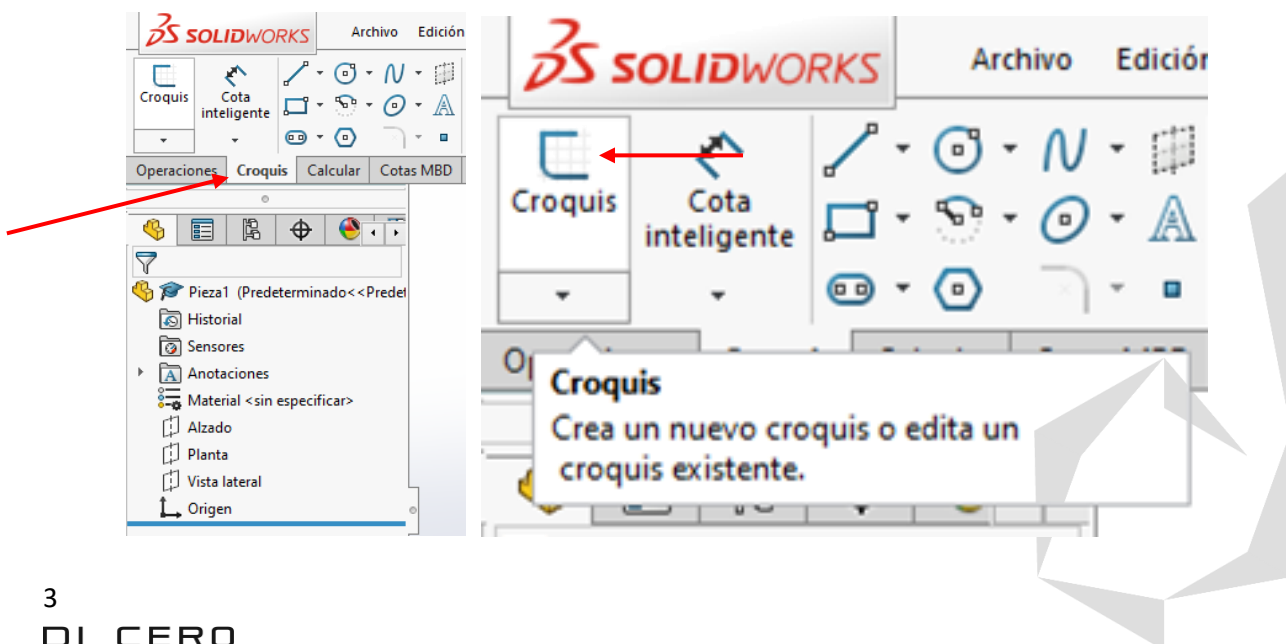 SOLIDWORKS Archivo Edición
Croquis
Cota
inteligente
Operaciones Croquis Calcular Cotas MBD
Pieza1 (Predeterminado<<Predet
Historial
Sensores
Anotaciones
Material <sin especificar>
Alzado
Planta
Vista lateral
Origen
SOLIDWORKS Archivo Edición
Croquis
Cota
inteligente
Croquis
Crea un nuevo croquis o edita un
croquis existente.
3